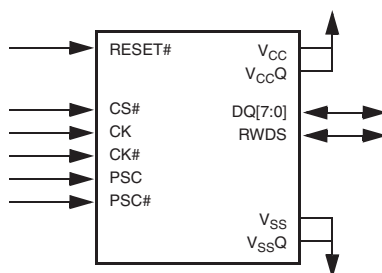 RESET#
CS#
CK
CK#
PSC
PSC#
VCC
VCCQ
DQ[7:0]
RWDS
VSS
VSSQ